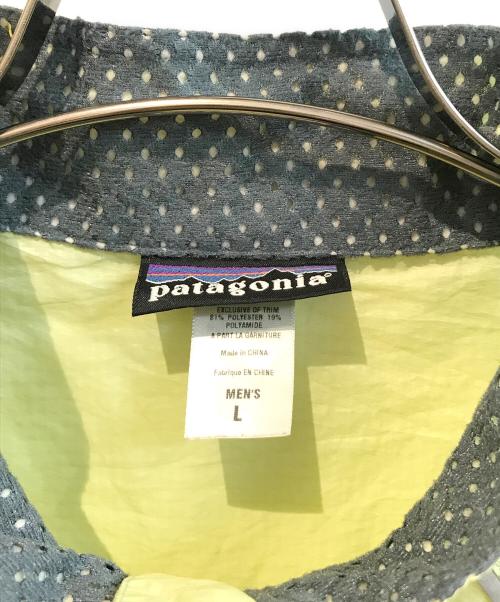 patagonia®
EXCLUSIVE OF TRIM
81% POLYESTER 19%
POLYAMIDE
A PART LA GARNITURE
Made in CHINA
Fabriqué EN CHINE
MEN'S
L